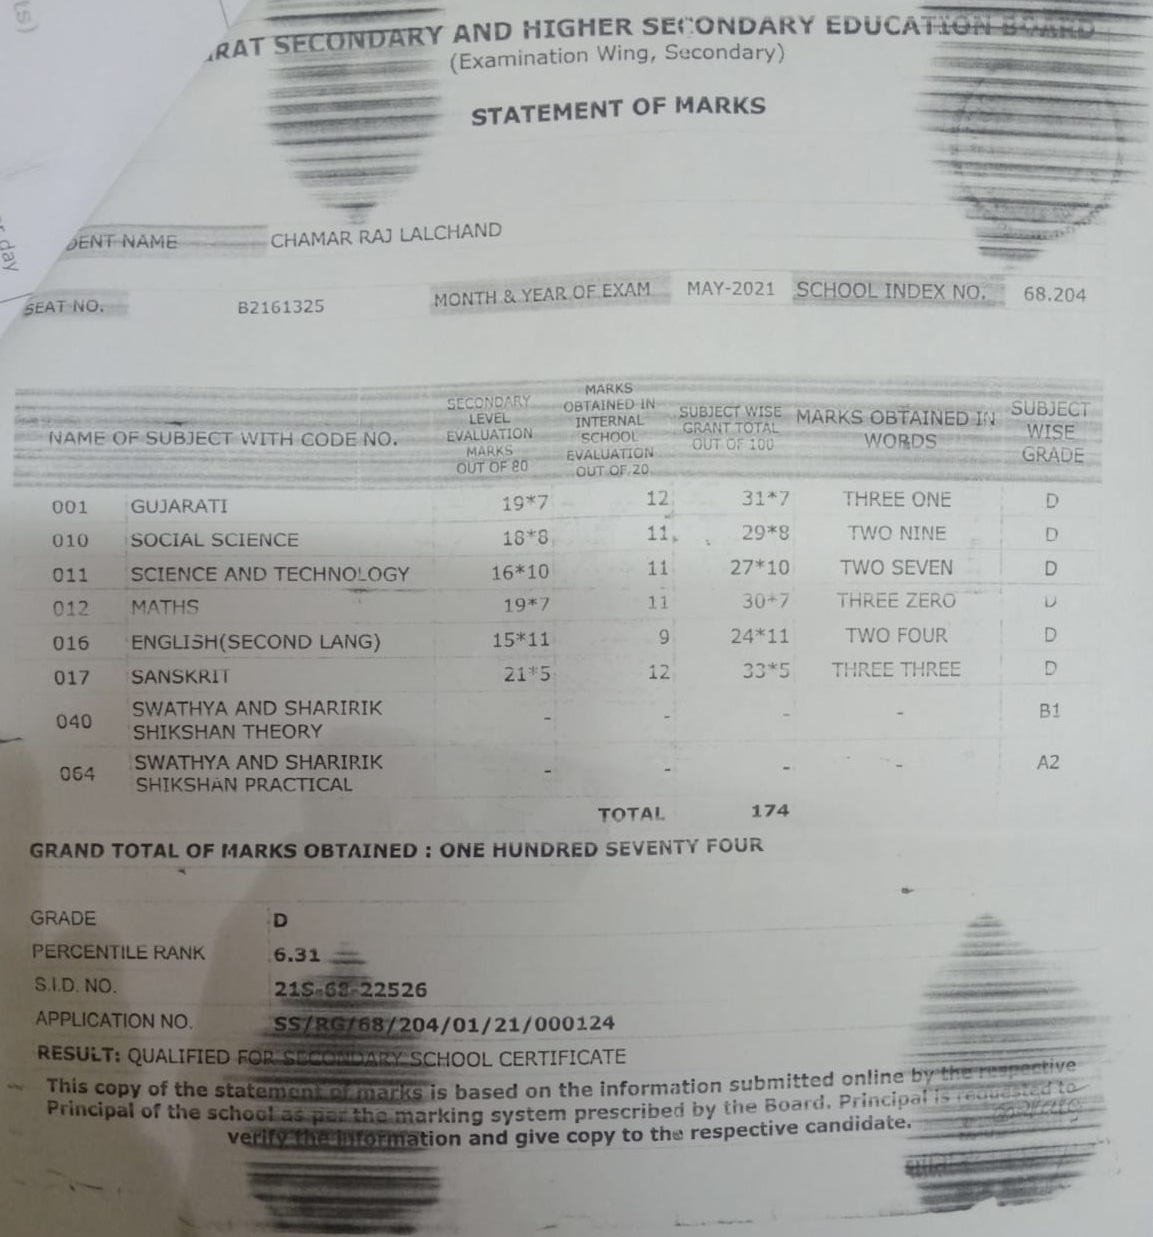 ts)
r day
RAT SECONDARY AND HIGHER SECONDARY EDUCATION BOARD
(Examination Wing, Secondary)
STATEMENT OF MARKS
DENT NAME CHAMAR RAJ LALCHAND
SEAT NO. B2161325 MONTH & YEAR OF EXAM MAY-2021 SCHOOL INDEX NO. 68.204
NAME OF SUBJECT WITH CODE NO.
SECONDARY
LEVEL
EVALUATION
MARKS
OUT OF 80
MARKS
OBTAINED IN
INTERNAL
SCHOOL
EVALUATION
OUT OF 20
SUBJECT WISE
GRANT TOTAL
OUT OF 100
MARKS OBTAINED IN
WORDS
SUBJECT
WISE
GRADE
001 GUJARATI 19*7 12 31*7 THREE ONE D
010 SOCIAL SCIENCE 18*8 11 29*8 TWO NINE D
011 SCIENCE AND TECHNOLOGY 16*10 11 27*10 TWO SEVEN D
012 MATHS 19*7 11 30*7 THREE ZERO D
016 ENGLISH(SECOND LANG) 15*11 9 24*11 TWO FOUR D
017 SANSKRIT 21*5 12 33*5 THREE THREE D
040 SWATHYA AND SHARIRIK
SHIKSHAN THEORY - - - - B1
064 SWATHYA AND SHARIRIK
SHIKSHAN PRACTICAL - - - - A2
TOTAL 174
GRAND TOTAL OF MARKS OBTAINED : ONE HUNDRED SEVENTY FOUR
GRADE D
PERCENTILE RANK 6.31
S.I.D. NO. 21S-68-22526
APPLICATION NO. SS/RG/68/204/01/21/000124
RESULT: QUALIFIED FOR SECONDARY SCHOOL CERTIFICATE
This copy of the statement of marks is based on the information submitted online by the respective
Principal of the school as per the marking system prescribed by the Board. Principal is requested to
verify the information and give copy to the respective candidate.